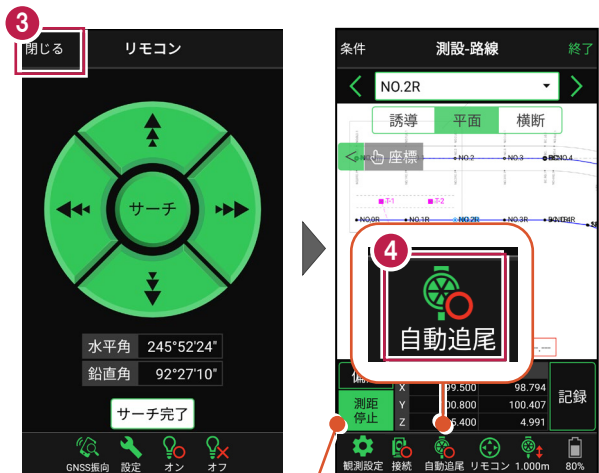 3
閉じる
リモコン
サーチ
水平角 245°52'24"
鉛直角 92°27'10"
サーチ完了
GNSS振向 設定 オン オフ
条件
測設-路線
終了
NO.2R
誘導 平面 横断
座標
NO.2 NO.3
T-1 T-2
NO.0R NO.1R NO.2R NO.3R
4
自動追尾
測距
停止
X 98.794
Y 100.407
Z 4.991
記録
観測設定 接続 自動追尾 リモコン 1.000m 80%